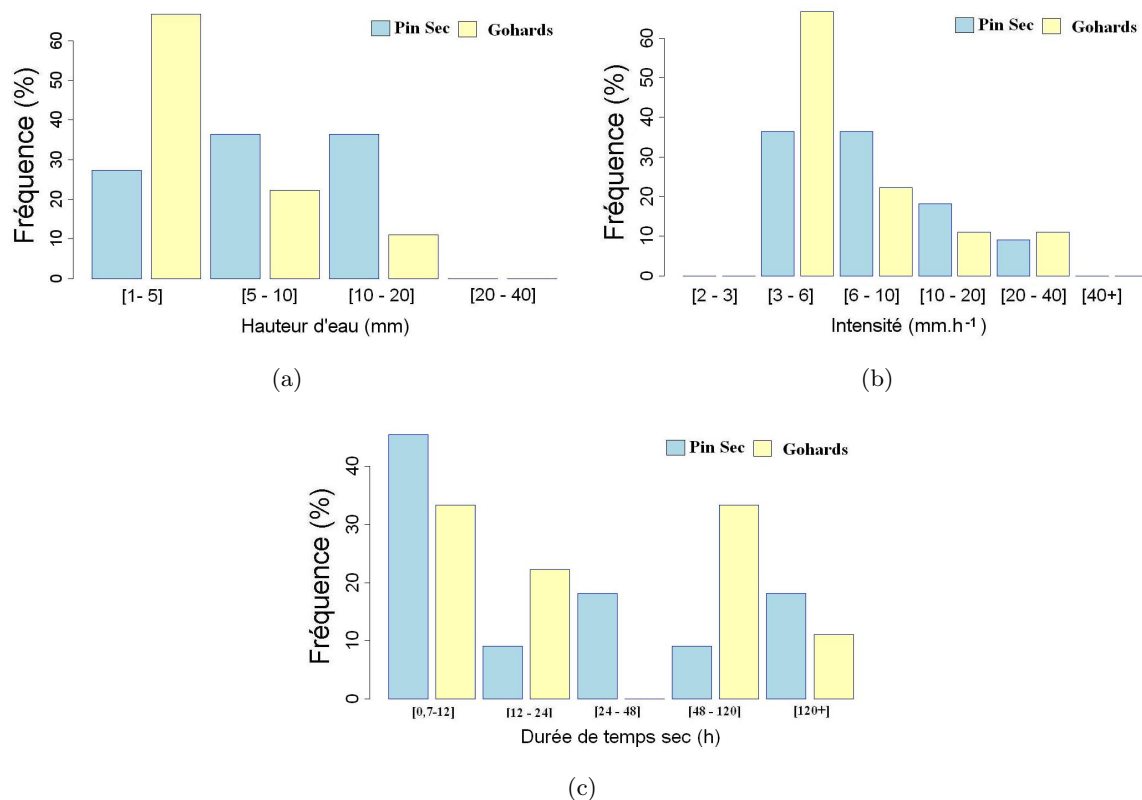 Pin Sec Gohards
Fréquence (%)
0 10 20 30 40 50 60
[1- 5] [5 - 10] [10 - 20] [20 - 40]
Hauteur d'eau (mm)
(a)
Pin Sec Gohards
Fréquence (%)
0 10 20 30 40 50 60
[2 - 3] [3 - 6] [6 - 10] [10 - 20] [20 - 40] [40+]
Intensité (mm.h⁻¹)
(b)
Pin Sec Gohards
Fréquence (%)
0 10 20 30 40
[0,7-12] [12 - 24] [24 - 48] [48 - 120] [120+]
Durée de temps sec (h)
(c)